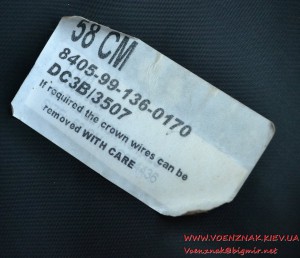 58 CM
8405-99-136-0170
DC3B/3507
If required the crown wires can be
removed WITH CARE
WWW.VOENZNAK.KIEV.UA
Voenznak@bigmir.net